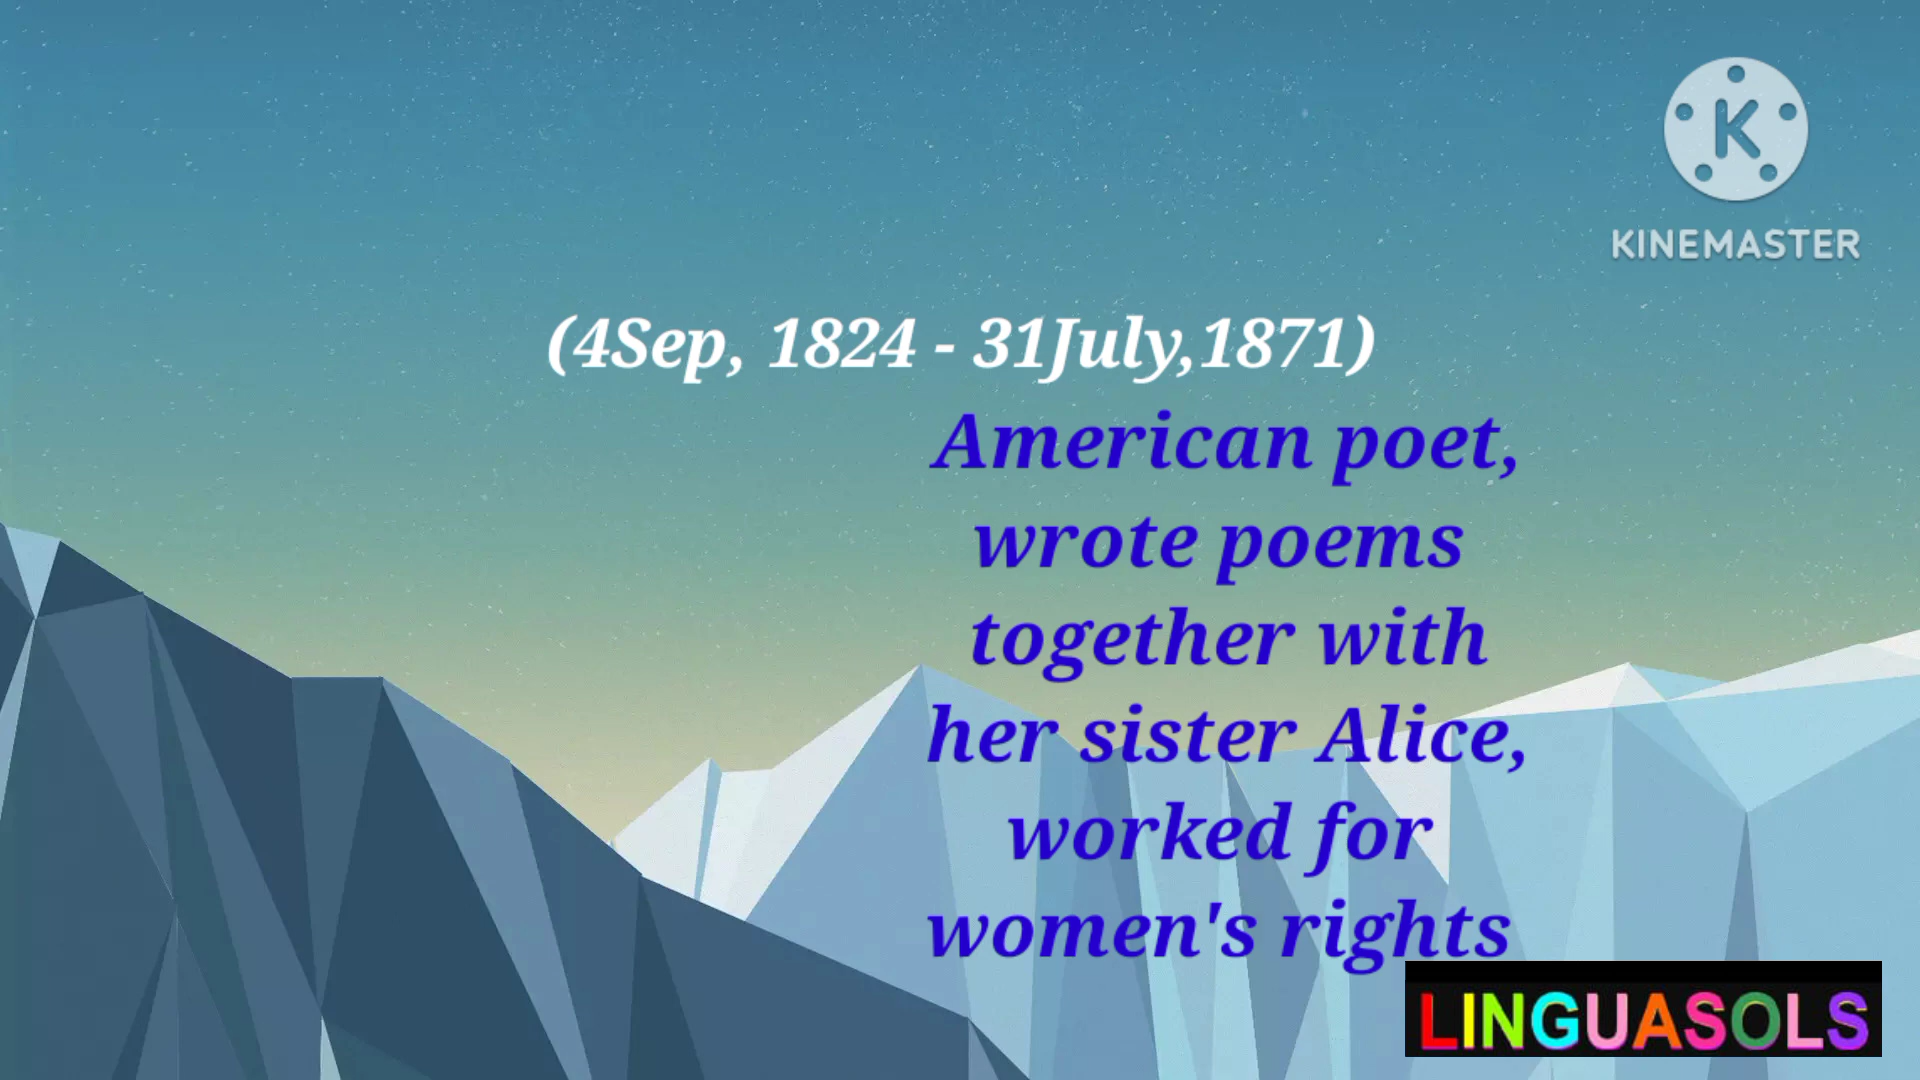 K
KINEMASTER
(4Sep, 1824 - 31July,1871)
American poet,
wrote poems
together with
her sister Alice,
worked for
women's rights
LINGUASOLS